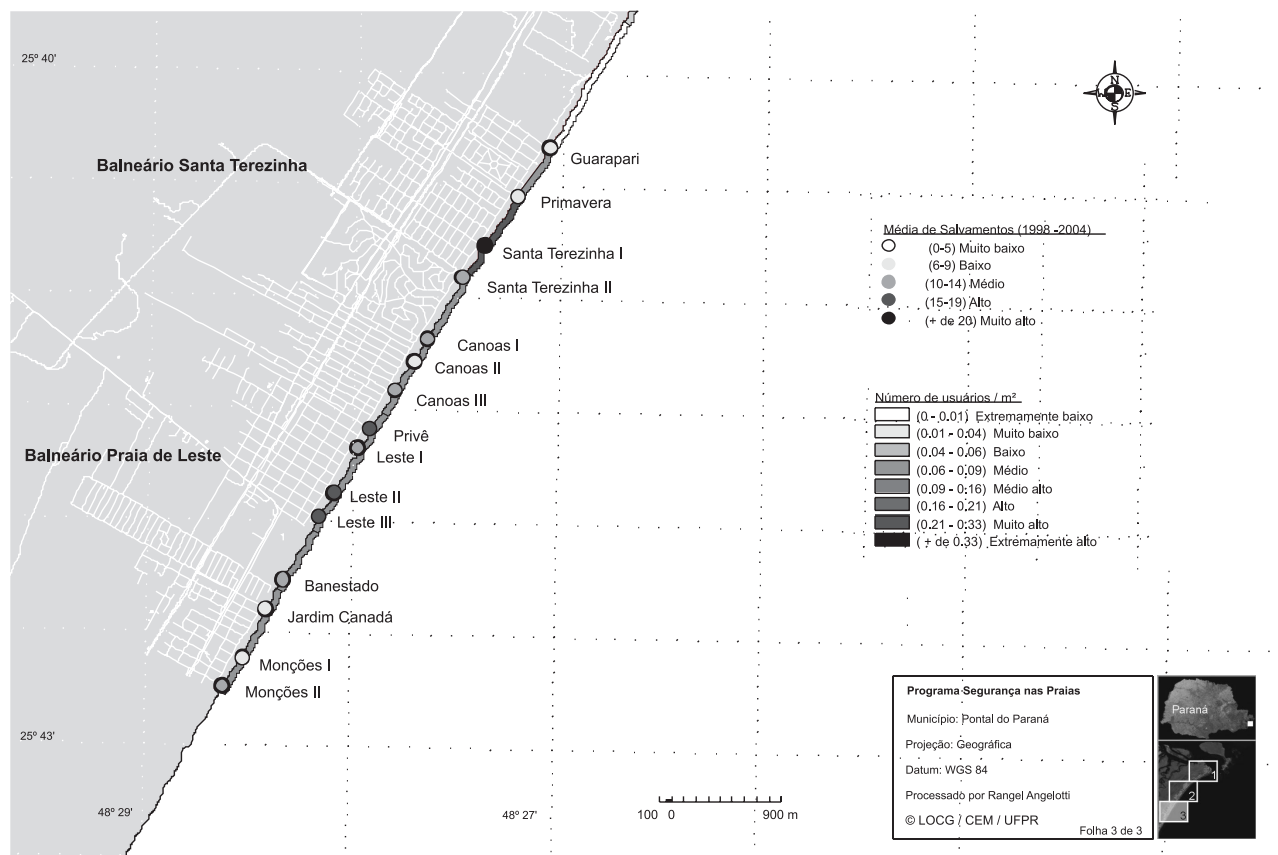 25º 40'
Balneário Santa Terezinha
Balneário Praia de Leste
25º 43'
48º 29'
48º 27'
Guarapari
Primavera
Santa Terezinha I
Santa Terezinha II
Canoas I
Canoas II
Canoas III
Privê
Leste I
Leste II
Leste III
Banestado
Jardim Canadá
Monções I
Monções II
N
W E
S
Média de Salvamentos (1998 -2004)
(0-5) Muito baixo
(6-9) Baixo
(10-14) Médio
(15-19) Alto
(+ de 20) Muito alto
Número de usuários / m²
(0 - 0.01) Extremamente baixo
(0.01 - 0.04) Muito baixo
(0.04 - 0.06) Baixo
(0.06 - 0.09) Médio
(0.09 - 0.16) Médio alto
(0.16 - 0.21) Alto
(0.21 - 0.33) Muito alto
( + de 0.33) Extremamente alto
100 0 900 m
Programa Segurança nas Praias
Município: Pontal do Paraná
Projeção: Geográfica
Datum: WGS 84
Processado por Rangel Angelotti
© LOCG / CEM / UFPR
Folha 3 de 3
Paraná
1
2
3